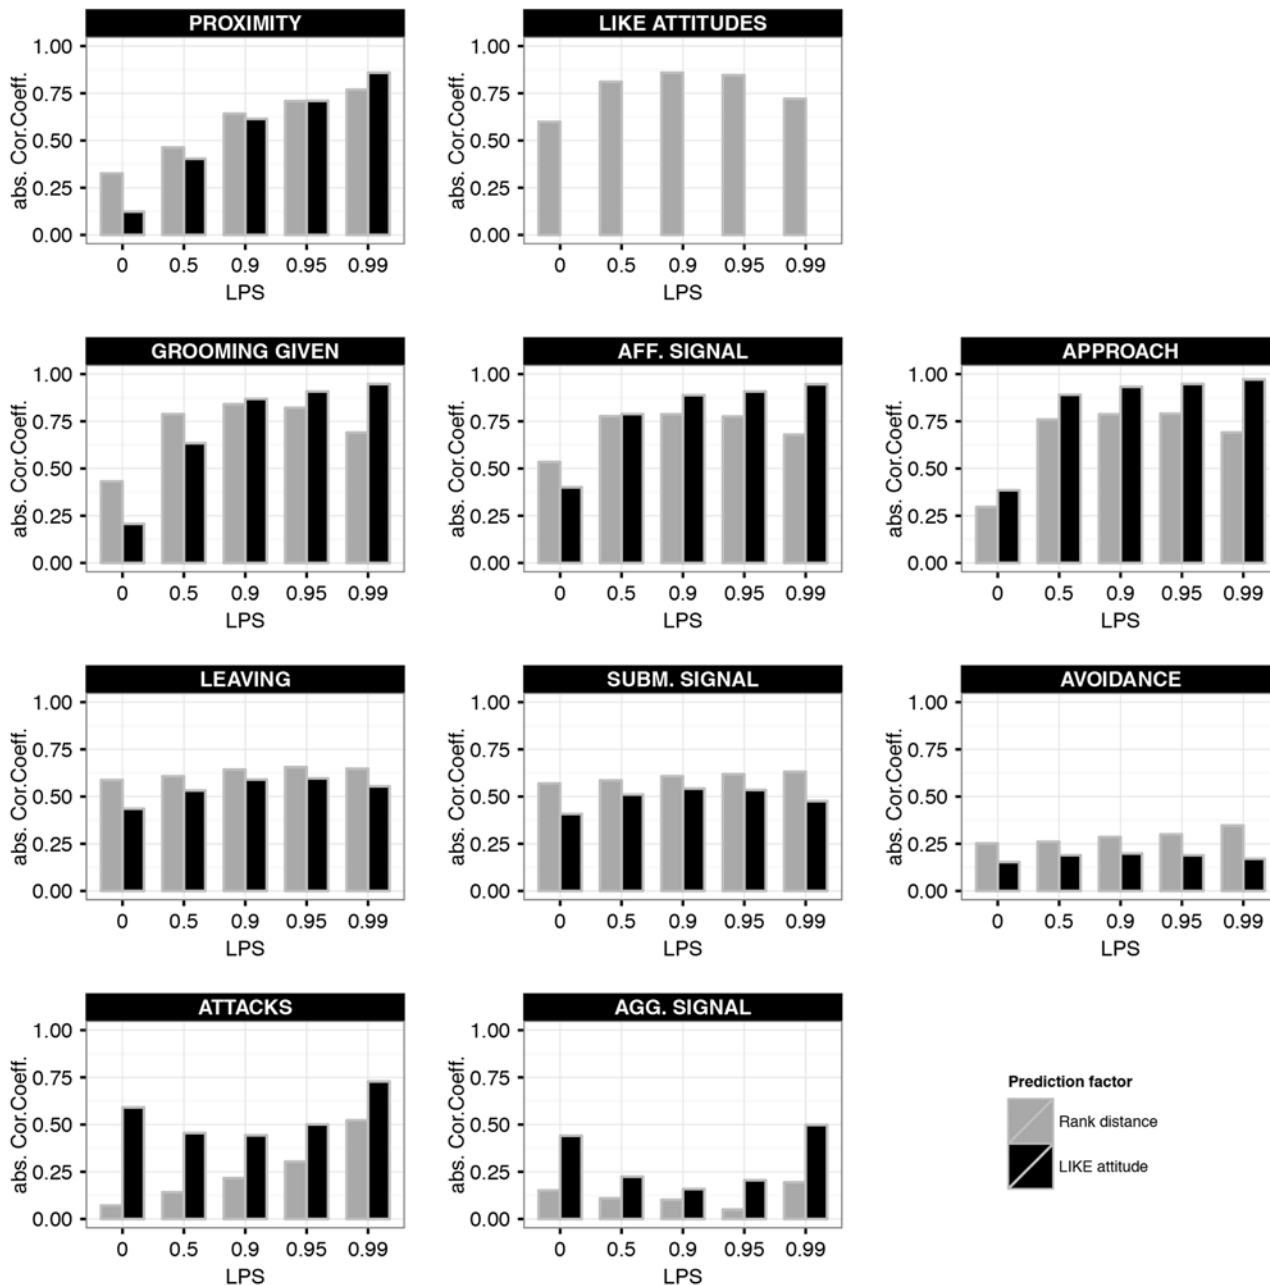 PROXIMITY
abs. Cor.Coeff.
1.00
0.75
0.50
0.25
0.00
0 0.5 0.9 0.95 0.99
LPS
LIKE ATTITUDES
abs. Cor.Coeff.
1.00
0.75
0.50
0.25
0.00
0 0.5 0.9 0.95 0.99
LPS
GROOMING GIVEN
abs. Cor.Coeff.
1.00
0.75
0.50
0.25
0.00
0 0.5 0.9 0.95 0.99
LPS
AFF. SIGNAL
abs. Cor.Coeff.
1.00
0.75
0.50
0.25
0.00
0 0.5 0.9 0.95 0.99
LPS
APPROACH
abs. Cor.Coeff.
1.00
0.75
0.50
0.25
0.00
0 0.5 0.9 0.95 0.99
LPS
LEAVING
abs. Cor.Coeff.
1.00
0.75
0.50
0.25
0.00
0 0.5 0.9 0.95 0.99
LPS
SUBM. SIGNAL
abs. Cor.Coeff.
1.00
0.75
0.50
0.25
0.00
0 0.5 0.9 0.95 0.99
LPS
AVOIDANCE
abs. Cor.Coeff.
1.00
0.75
0.50
0.25
0.00
0 0.5 0.9 0.95 0.99
LPS
ATTACKS
abs. Cor.Coeff.
1.00
0.75
0.50
0.25
0.00
0 0.5 0.9 0.95 0.99
LPS
AGG. SIGNAL
abs. Cor.Coeff.
1.00
0.75
0.50
0.25
0.00
0 0.5 0.9 0.95 0.99
LPS
Prediction factor
Rank distance
LIKE attitude